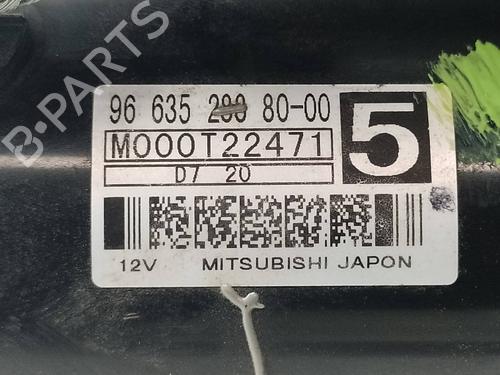 96 635 280 80-00
M000T22471
5
D7 20
12V MITSUBISHI JAPON
B-PARTS